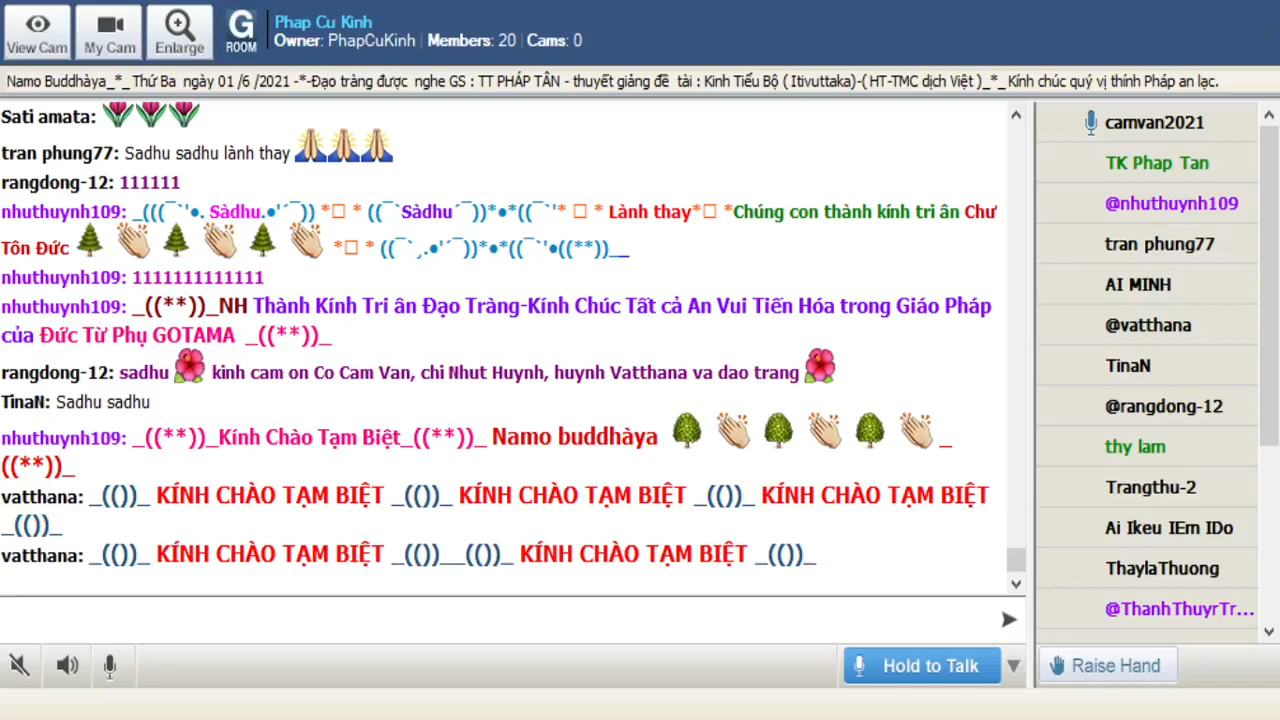 View Cam
My Cam
Enlarge
G
ROOM
Phap Cu Kinh
Owner: PhapCuKinh | Members: 20 | Cams: 0
Namo Buddhàya_*_ Thứ Ba ngày 01 /6 /2021 -*-Đạo tràng được nghe GS : TT PHÁP TÂN - thuyết giảng đề tài : Kinh Tiểu Bộ ( Itivuttaka)-( HT-TMC dịch Việt )_*_ Kính chúc quý vị thính Pháp an lạc.
Sati amata:
tran phung77: Sadhu sadhu lành thay
rangdong-12: 111111
nhuthuynh109: _(((¯`'•. Sàdhu.•'´¯)) *▯ * ((¯`Sàdhu´¯))*•*((¯`'* ▯ * Lành thay*▯ *Chúng con thành kính tri ân Chư
Tôn Đức *▯ * ((¯`¸.•'´¯))*•*((¯`'•((**))__
nhuthuynh109: 1111111111111
nhuthuynh109: _((**))_NH Thành Kính Tri ân Đạo Tràng-Kính Chúc Tất cả An Vui Tiến Hóa trong Giáo Pháp
của Đức Từ Phụ GOTAMA _((**))_
rangdong-12: sadhu kinh cam on Co Cam Van, chi Nhut Huynh, huynh Vatthana va dao trang
TinaN: Sadhu sadhu
nhuthuynh109: _((**))_Kính Chào Tạm Biệt_((**))_ Namo buddhàya _
((**))_
vatthana: _(())_ KÍNH CHÀO TẠM BIỆT _(())_ KÍNH CHÀO TẠM BIỆT _(())_ KÍNH CHÀO TẠM BIỆT
_(())_
vatthana: _(())_ KÍNH CHÀO TẠM BIỆT _(())__(())_ KÍNH CHÀO TẠM BIỆT _(())_
Hold to Talk
camvan2021
TK Phap Tan
@nhuthuynh109
tran phung77
AI MINH
@vatthana
TinaN
@rangdong-12
thy lam
Trangthu-2
Ai Ikeu IEm IDo
ThaylaThuong
@ThanhThuyrTr...
Raise Hand